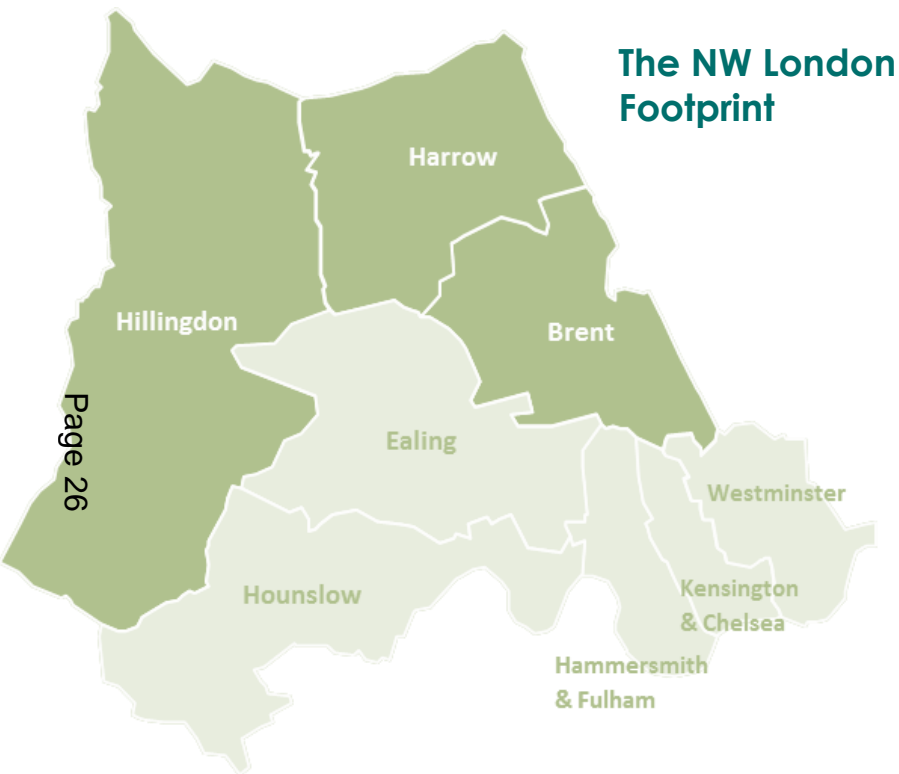 The NW London
Footprint
Harrow
Hillingdon
Brent
Page 26
Ealing
Westminster
Hounslow
Kensington
& Chelsea
Hammersmith
& Fulham